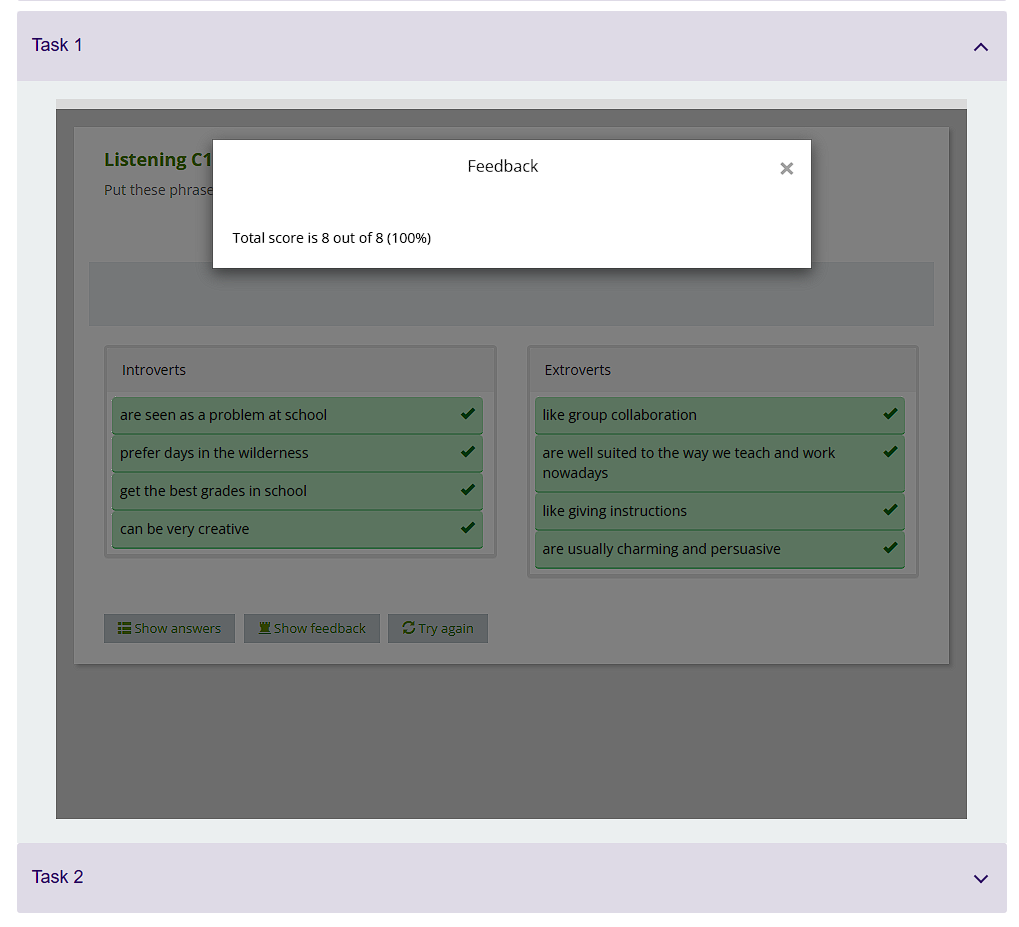 Task 1
Listening C1
Put these phrase
Feedback
Total score is 8 out of 8 (100%)
Introverts
are seen as a problem at school
prefer days in the wilderness
get the best grades in school
can be very creative
Extroverts
like group collaboration
are well suited to the way we teach and work
nowadays
like giving instructions
are usually charming and persuasive
Show answers
Show feedback
Try again
Task 2